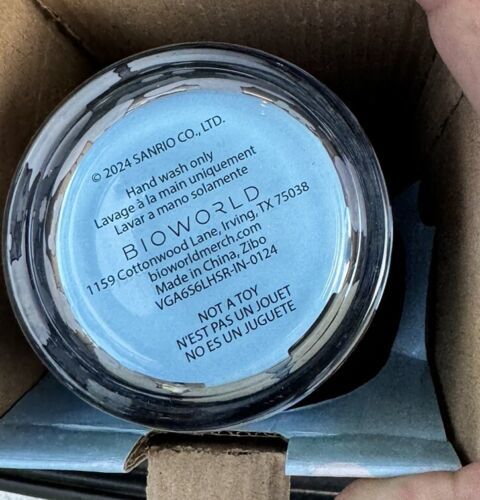 © 2024 SANRIO CO., LTD.
Hand wash only
Lavage à la main uniquement
Lavar a mano solamente
BIOWORLD
1159 Cottonwood Lane, Irving, TX 75038
bioworldmerch.com
Made in China, Zibo
VGA6S6LHSR-IN-0124
NOT A TOY
N'EST PAS UN JOUET
NO ES UN JUGUETE